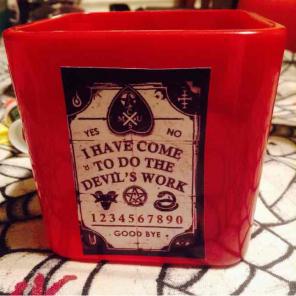 YES NO
I HAVE COME
TO DO THE
DEVIL'S WORK
1234567890
GOOD BYE